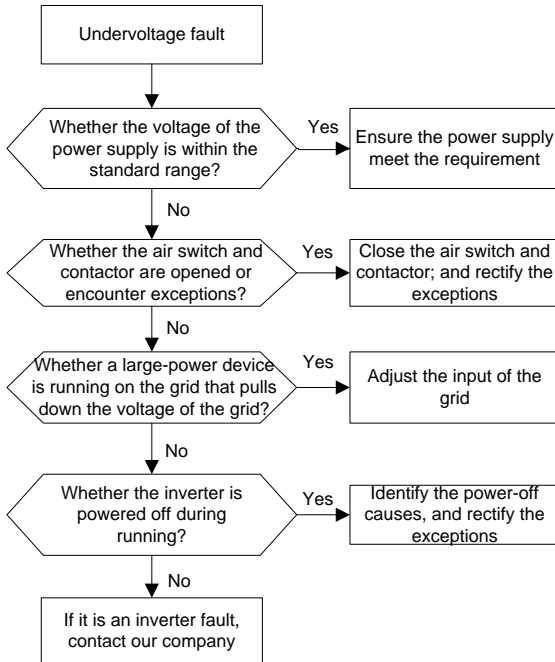 Undervoltage fault
Whether the voltage of the
power supply is within the
standard range?
Yes
Ensure the power supply
meet the requirement
No
Whether the air switch and
contactor are opened or
encounter exceptions?
Yes
Close the air switch and
contactor; and rectify the
exceptions
No
Whether a large-power device
is running on the grid that pulls
down the voltage of the grid?
Yes
Adjust the input of the
grid
No
Whether the inverter is
powered off during
running?
Yes
Identify the power-off
causes, and rectify the
exceptions
No
If it is an inverter fault,
contact our company